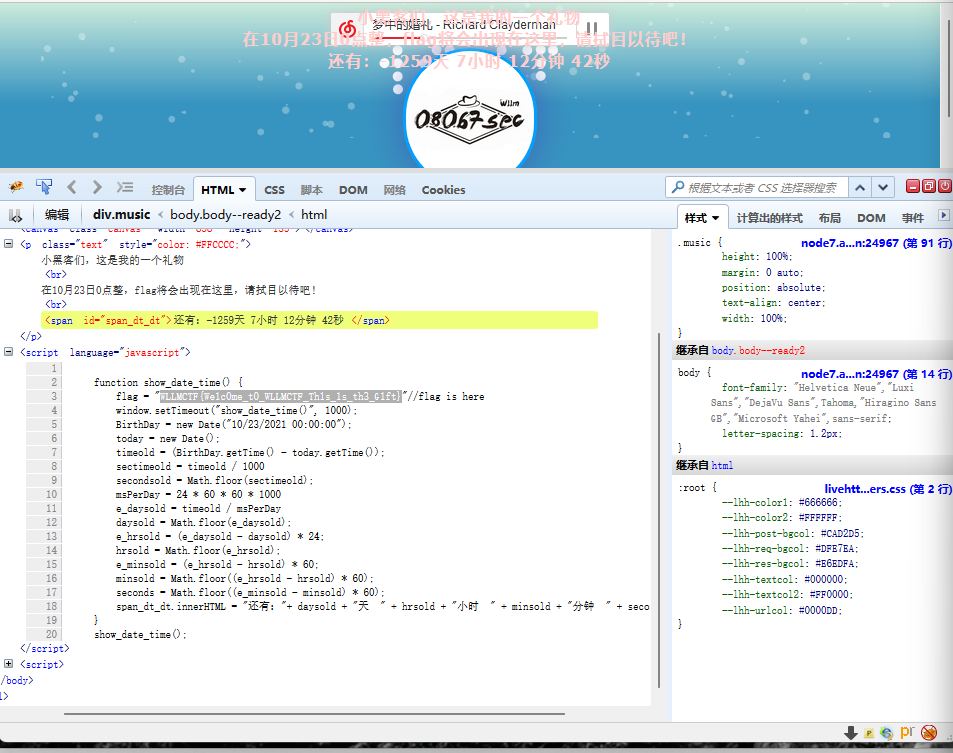 小黑客们，这是我的一个礼物
梦中的婚礼 - Richard Clayderman
在10月23日0点整，flag将会出现在这里，请拭目以待吧！
还有：-1259天 7小时 12分钟 42秒
Wllm
08067sec
控制台 HTML CSS 脚本 DOM 网络 Cookies
根据文本或者 CSS 选择器搜索
编辑 div.music < body.body--ready2 < html
样式 计算出的样式 布局 DOM 事件
<p class="text" style="color: #FFCCCC;">
小黑客们，这是我的一个礼物
<br>
在10月23日0点整，flag将会出现在这里，请拭目以待吧！
<br>
<span id="span_dt_dt">还有：-1259天 7小时 12分钟 42秒 </span>
</p>
<script language="javascript">
1
2 function show_date_time() {
3 flag = "WLLMCTF{Welc0me_t0_WLLMCTF_Th1s_1s_th3_G1ft}"//flag is here
4 window.setTimeout("show_date_time()", 1000);
5 BirthDay = new Date("10/23/2021 00:00:00");
6 today = new Date();
7 timeold = (BirthDay.getTime() - today.getTime());
8 sectimeold = timeold / 1000
9 secondsold = Math.floor(sectimeold);
10 msPerDay = 24 * 60 * 60 * 1000
11 e_daysold = timeold / msPerDay
12 daysold = Math.floor(e_daysold);
13 e_hrsold = (e_daysold - daysold) * 24;
14 hrsold = Math.floor(e_hrsold);
15 e_minsold = (e_hrsold - hrsold) * 60;
16 minsold = Math.floor((e_hrsold - hrsold) * 60);
17 seconds = Math.floor((e_minsold - minsold) * 60);
18 span_dt_dt.innerHTML = "还有："+ daysold + "天 " + hrsold + "小时 " + minsold + "分钟 " + seco
19 }
20 show_date_time();
</script>
<script>
/body>
l>
.music { node7.a...n:24967 (第 91 行)
height: 100%;
margin: 0 auto;
position: absolute;
text-align: center;
width: 100%;
}
继承自 body.body--ready2
body { node7.a...n:24967 (第 14 行)
font-family: "Helvetica Neue","Luxi
Sans","DejaVu Sans",Tahoma,"Hiragino Sans
GB","Microsoft Yahei",sans-serif;
letter-spacing: 1.2px;
}
继承自 html
:root { livehtt...ers.css (第 2 行)
--lhh-color1: #666666;
--lhh-color2: #FFFFFF;
--lhh-post-bgcol: #CAD2D5;
--lhh-req-bgcol: #DFE7EA;
--lhh-res-bgcol: #E6EDFA;
--lhh-textcol: #000000;
--lhh-textcol2: #FF0000;
--lhh-urlcol: #0000DD;
}
pr